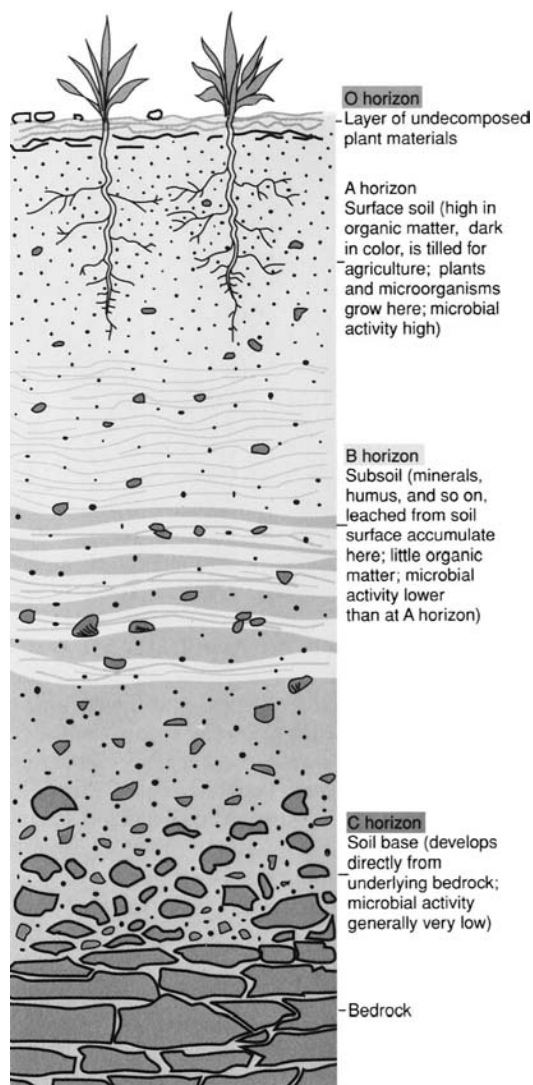 O horizon
Layer of undecomposed
plant materials
A horizon
Surface soil (high in
organic matter, dark
in color, is tilled for
agriculture; plants
and microorganisms
grow here; microbial
activity high)
B horizon
Subsoil (minerals,
humus, and so on,
leached from soil
surface accumulate
here; little organic
matter; microbial
activity lower
than at A horizon)
C horizon
Soil base (develops
directly from
underlying bedrock;
microbial activity
generally very low)
Bedrock